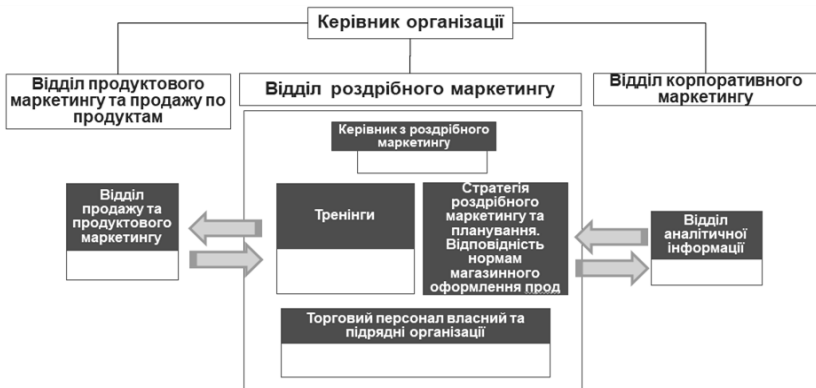 Керівник організації
Відділ продуктового
маркетингу та продажу по
продуктам
Відділ роздрібного маркетингу
Відділ корпоративного
маркетингу
Керівник з роздрібного
маркетингу
Відділ
продажу та
продуктового
маркетингу
Тренінги
Стратегія
роздрібного
маркетингу та
планування.
Відповідність
нормам
магазинного
оформлення прод
Відділ
аналітичної
інформації
Торговий персонал власний та
підрядні організації